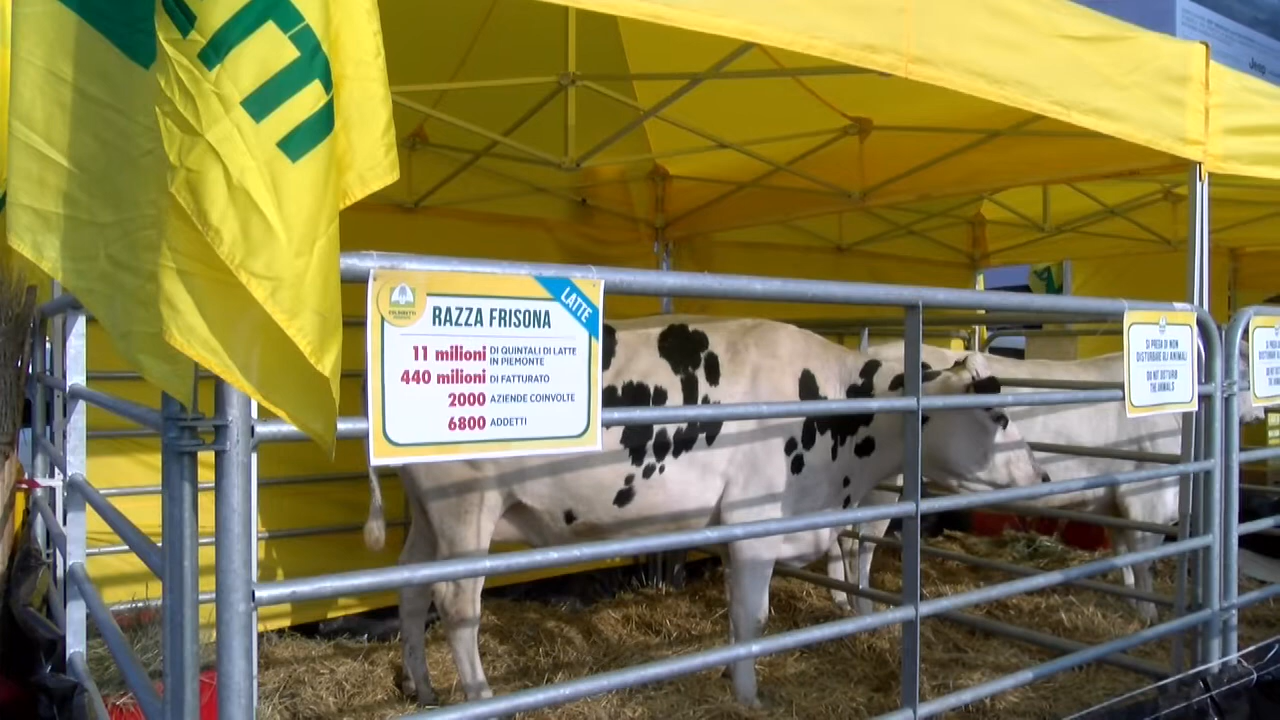 LATTE
RAZZA FRISONA
11 milioni DI QUINTALI DI LATTE
IN PIEMONTE
440 milioni DI FATTURATO
2000 AZIENDE COINVOLTE
6800 ADDETTI
SI PREGA DI NON
DISTURBARE GLI ANIMALI
DO NOT DISTURB
THE ANIMALS
Jeep